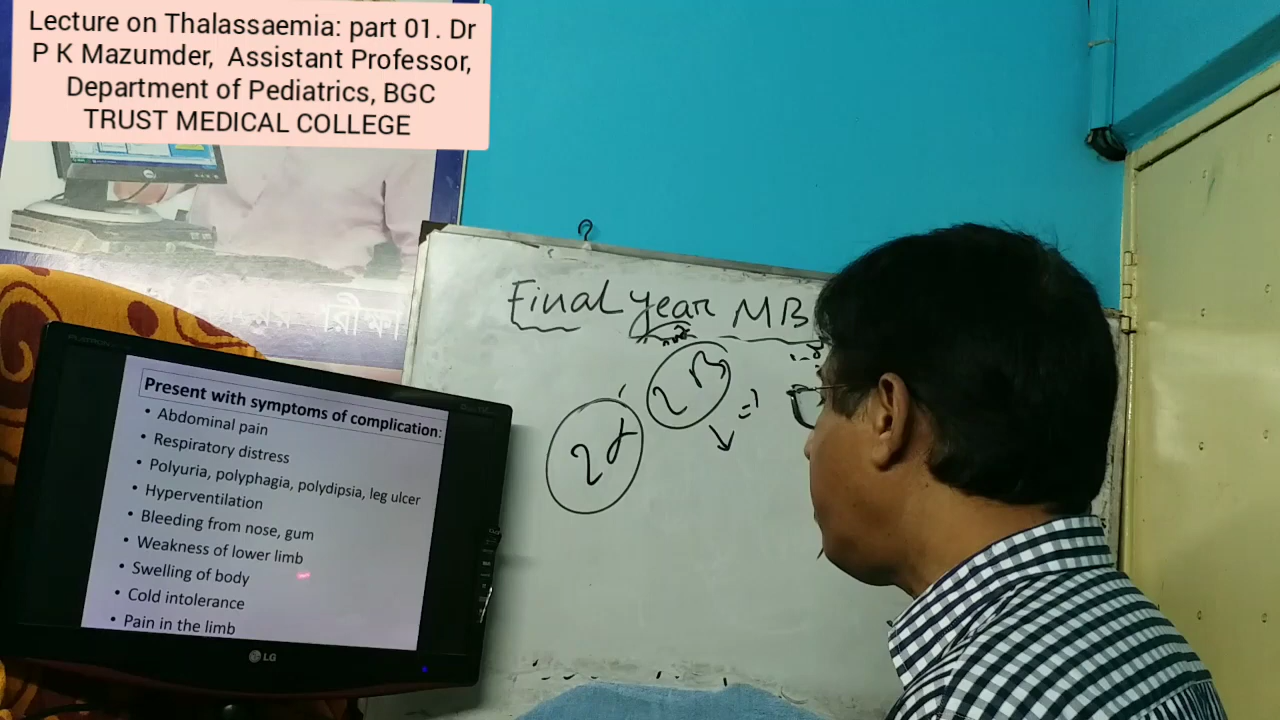 Lecture on Thalassaemia: part 01. Dr
P K Mazumder, Assistant Professor,
Department of Pediatrics, BGC
TRUST MEDICAL COLLEGE
Final year MB
Present with symptoms of complication:
• Abdominal pain
• Respiratory distress
• Polyuria, polyphagia, polydipsia, leg ulcer
• Hyperventilation
• Bleeding from nose, gum
• Weakness of lower limb
• Swelling of body
• Cold intolerance
• Pain in the limb
LG